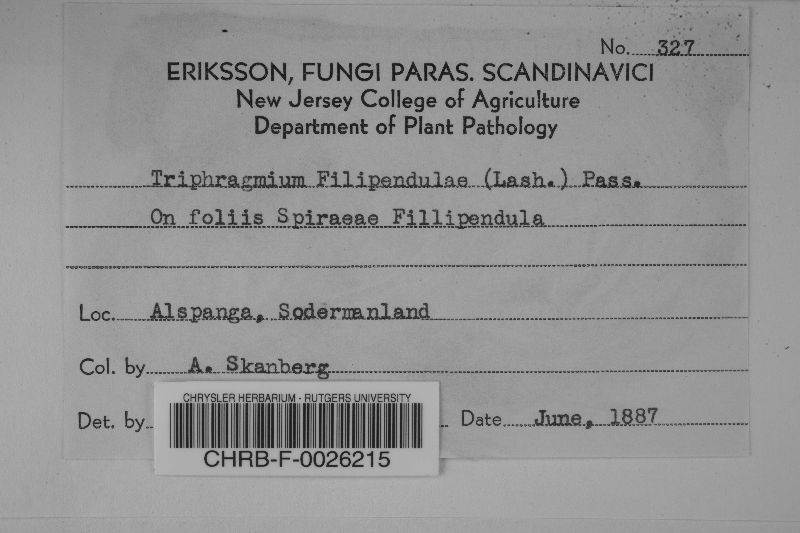 No. 327
ERIKSSON, FUNGI PARAS. SCANDINAVICI
New Jersey College of Agriculture
Department of Plant Pathology
Triphragmium Filipendulae (Lash.) Pass.
On foliis Spiraeae Fillipendula
Loc. Alspanga, Sodermanland
Col. by A. Skanberg
Det. by
Date June, 1887
CHRYSLER HERBARIUM - RUTGERS UNIVERSITY
CHRB-F-0026215